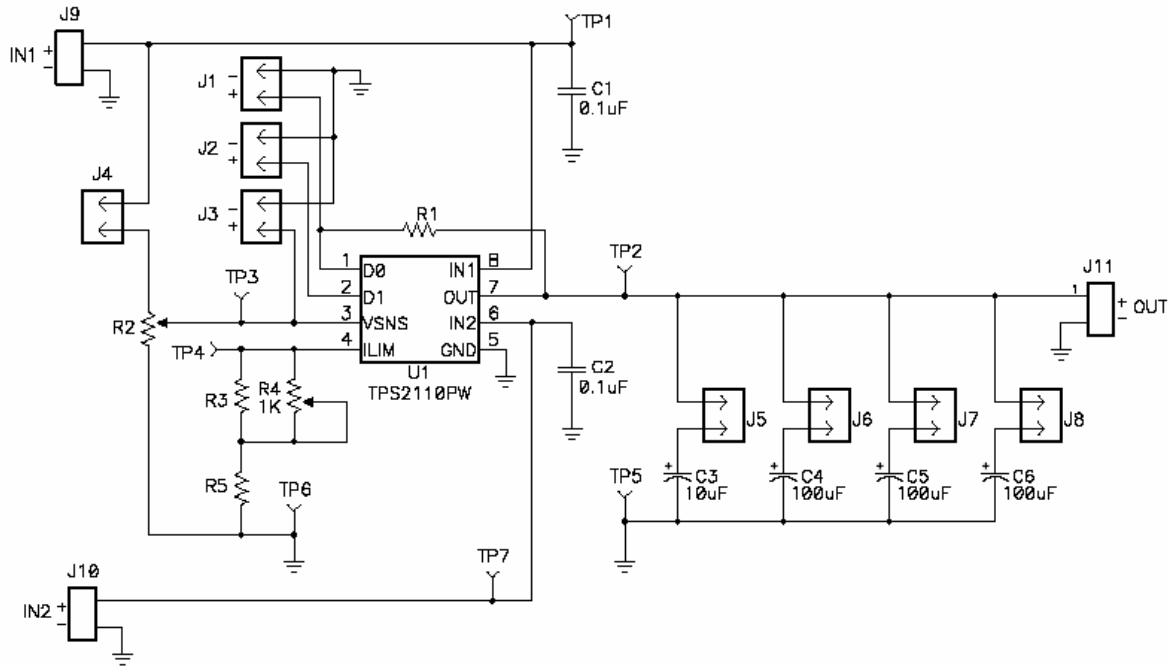 J9
IN1 + -
TP1
C1
0.1uF
J1 - +
J2 - +
J3 - +
J4
R1
1 D0 IN1 8
2 D1 OUT 7
3 VSNS IN2 6
4 ILIM GND 5
U1
TPS2110PW
TP2
J11
1
+ - OUT
TP3
R2
TP4
R3
R4
1K
R5
TP6
C2
0.1uF
J5
J6
J7
J8
+ C3
10uF
+ C4
100uF
+ C5
100uF
+ C6
100uF
TP5
TP7
J10
IN2 + -